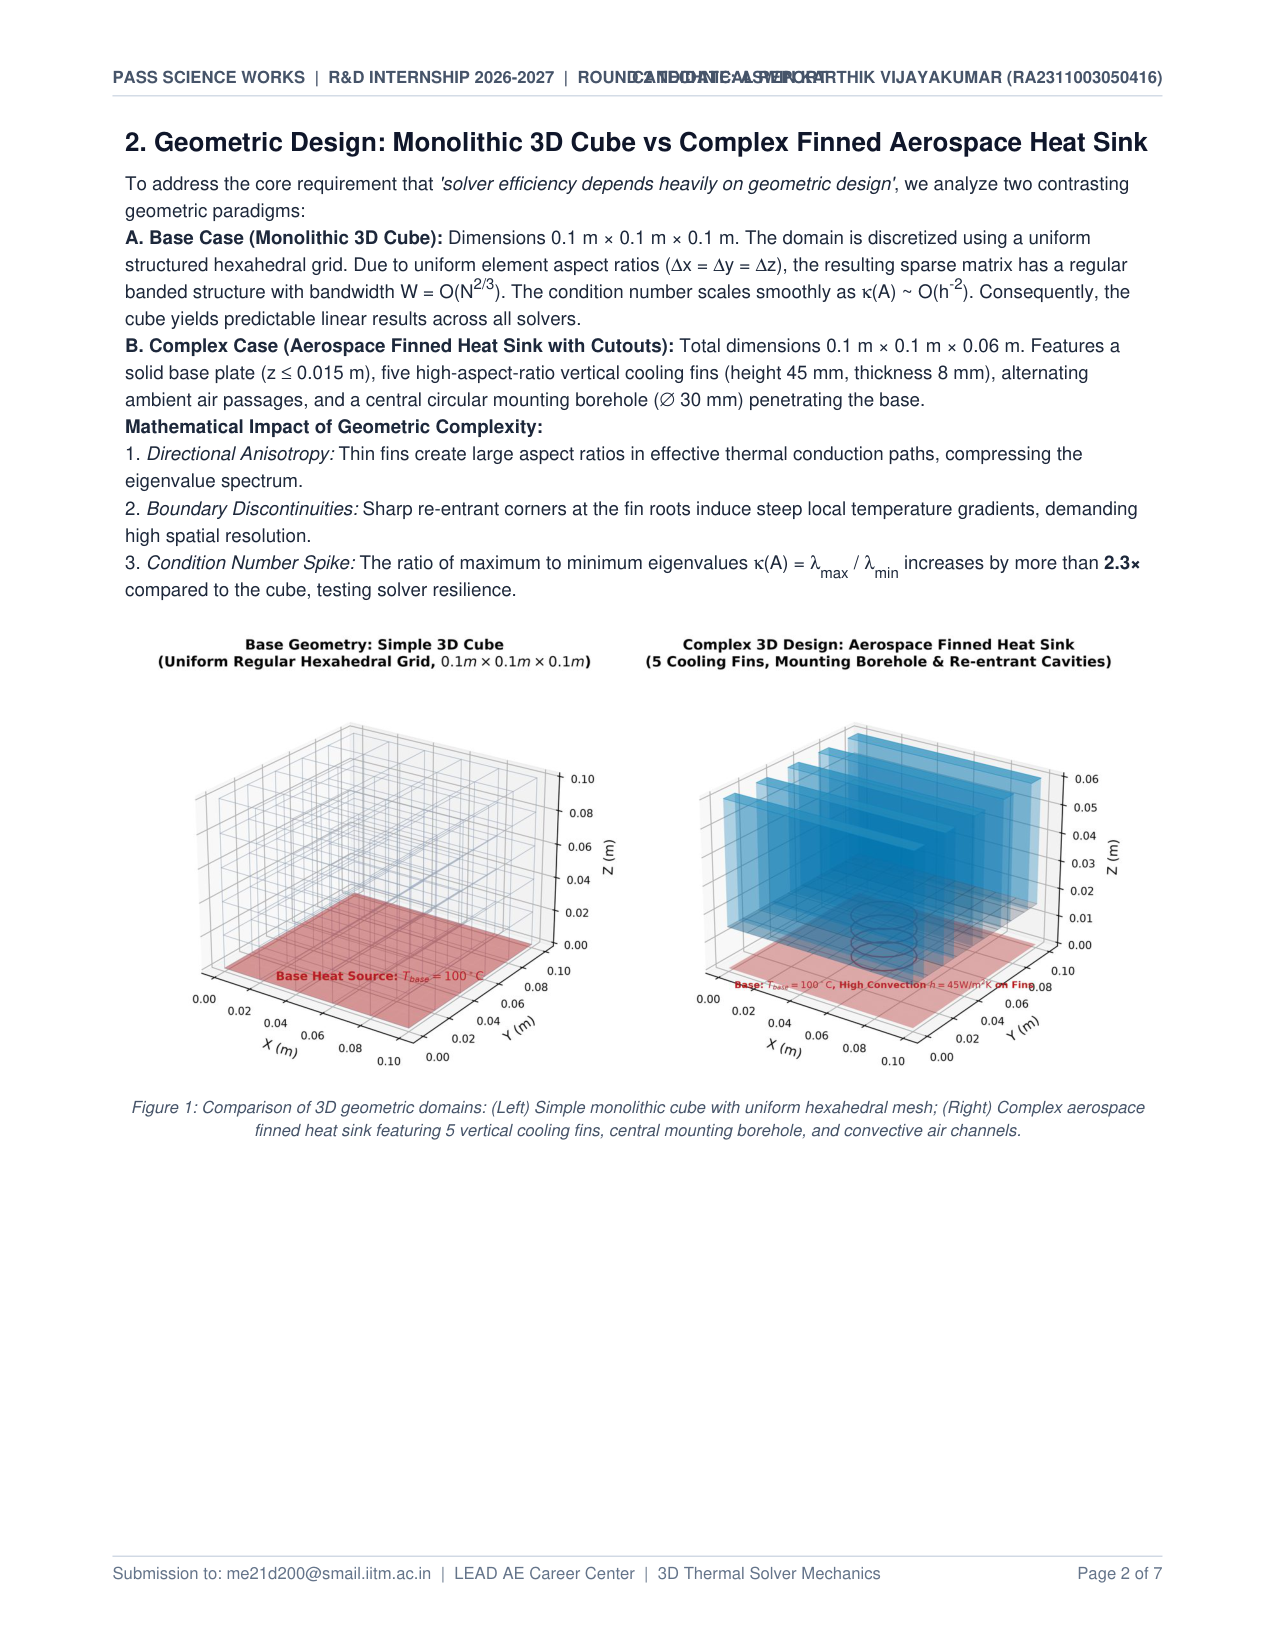 PASS SCIENCE WORKS | R&D INTERNSHIP 2026-2027 | ROUND 2 TECHNICAL REPORT
CANDIDATE: ASWIN KARTHIK VIJAYAKUMAR (RA2311003050416)
2. Geometric Design: Monolithic 3D Cube vs Complex Finned Aerospace Heat Sink
To address the core requirement that 'solver efficiency depends heavily on geometric design', we analyze two contrasting
geometric paradigms:
A. Base Case (Monolithic 3D Cube): Dimensions 0.1 m × 0.1 m × 0.1 m. The domain is discretized using a uniform
structured hexahedral grid. Due to uniform element aspect ratios (Δx = Δy = Δz), the resulting sparse matrix has a regular
banded structure with bandwidth W = O(N^2/3). The condition number scales smoothly as κ(A) ~ O(h^-2). Consequently, the
cube yields predictable linear results across all solvers.
B. Complex Case (Aerospace Finned Heat Sink with Cutouts): Total dimensions 0.1 m × 0.1 m × 0.06 m. Features a
solid base plate (z ≤ 0.015 m), five high-aspect-ratio vertical cooling fins (height 45 mm, thickness 8 mm), alternating
ambient air passages, and a central circular mounting borehole (∅ 30 mm) penetrating the base.
Mathematical Impact of Geometric Complexity:
1. Directional Anisotropy: Thin fins create large aspect ratios in effective thermal conduction paths, compressing the
eigenvalue spectrum.
2. Boundary Discontinuities: Sharp re-entrant corners at the fin roots induce steep local temperature gradients, demanding
high spatial resolution.
3. Condition Number Spike: The ratio of maximum to minimum eigenvalues κ(A) = λ_max / λ_min increases by more than 2.3×
compared to the cube, testing solver resilience.
Base Geometry: Simple 3D Cube
(Uniform Regular Hexahedral Grid, 0.1m × 0.1m × 0.1m)
0.10
0.08
0.06
0.04
0.02
0.00
Z (m)
Base Heat Source: T_base = 100°C
0.00
0.02
0.04
0.06
0.08
0.10
X (m)
0.00
0.02
0.04
0.06
0.08
0.10
Y (m)
Complex 3D Design: Aerospace Finned Heat Sink
(5 Cooling Fins, Mounting Borehole & Re-entrant Cavities)
0.06
0.05
0.04
0.03
0.02
0.01
0.00
Z (m)
Base: T_base = 100°C, High Convection h = 45W/m²K on Fins
0.00
0.02
0.04
0.06
0.08
0.10
X (m)
0.00
0.02
0.04
0.06
0.08
0.10
Y (m)
Figure 1: Comparison of 3D geometric domains: (Left) Simple monolithic cube with uniform hexahedral mesh; (Right) Complex aerospace
finned heat sink featuring 5 vertical cooling fins, central mounting borehole, and convective air channels.
Submission to: me21d200@smail.iitm.ac.in | LEAD AE Career Center | 3D Thermal Solver Mechanics
Page 2 of 7